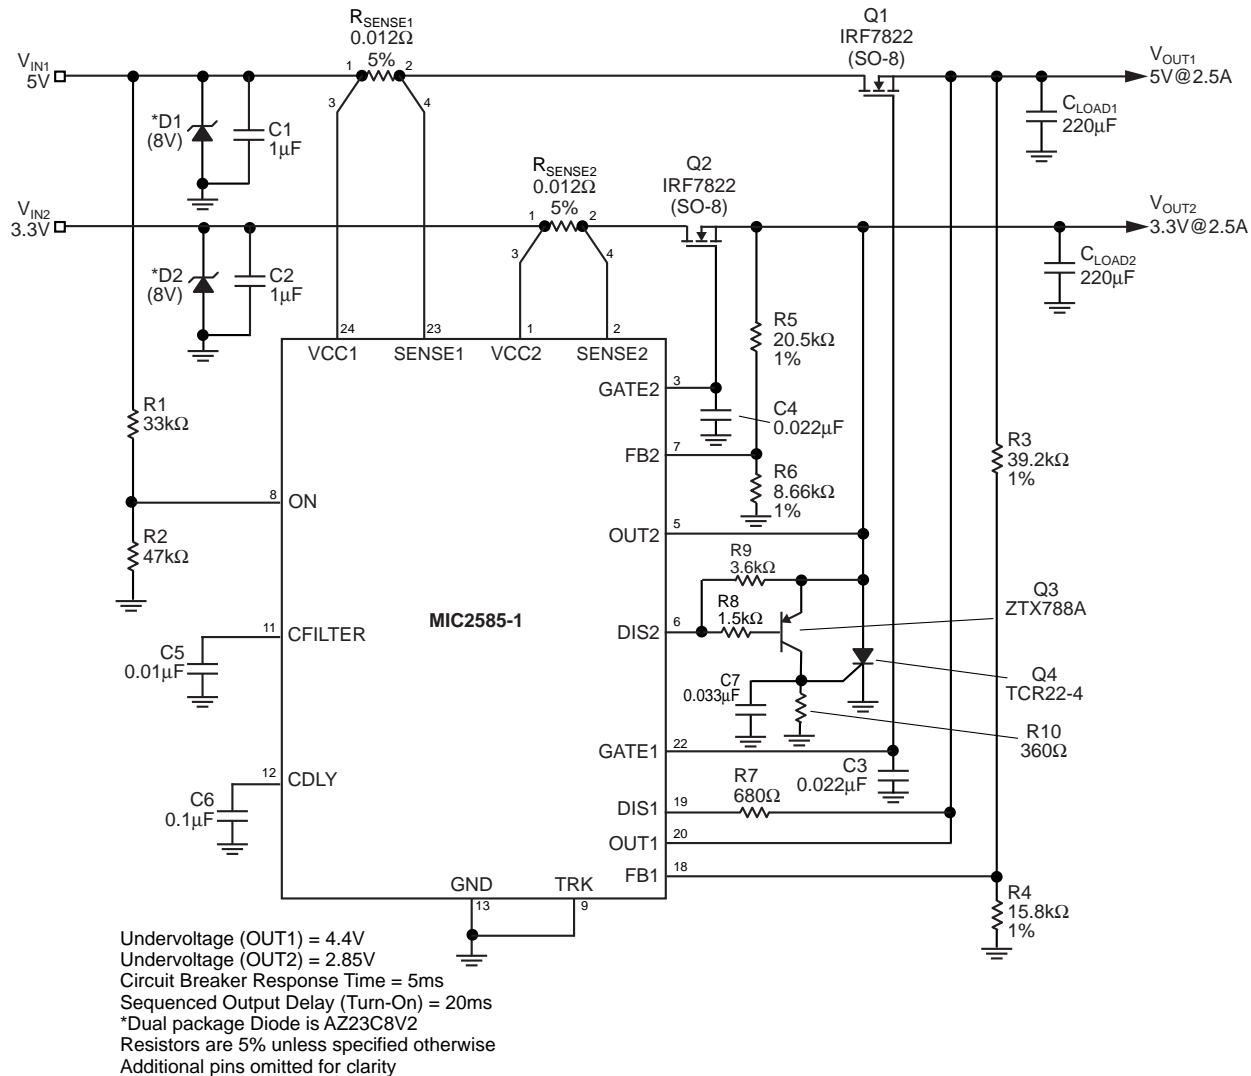 R_SENSE1
0.012Ω
5%
1
2
3
4
Q1
IRF7822
(SO-8)
V_IN1
5V
V_OUT1
5V@2.5A
*D1
(8V)
C1
1µF
C_LOAD1
220µF
R_SENSE2
0.012Ω
5%
1
2
3
4
Q2
IRF7822
(SO-8)
V_IN2
3.3V
V_OUT2
3.3V@2.5A
*D2
(8V)
C2
1µF
C_LOAD2
220µF
24
23
1
2
VCC1
SENSE1
VCC2
SENSE2
R5
20.5kΩ
1%
GATE2
3
C4
0.022µF
R1
33kΩ
FB2
7
R6
8.66kΩ
1%
R3
39.2kΩ
1%
8
ON
R2
47kΩ
OUT2
5
R9
3.6kΩ
R8
1.5kΩ
Q3
ZTX788A
MIC2585-1
DIS2
6
11
CFILTER
C5
0.01µF
C7
0.033µF
Q4
TCR22-4
R10
360Ω
GATE1
22
C3
0.022µF
12
CDLY
C6
0.1µF
R7
680Ω
DIS1
19
OUT1
20
FB1
18
R4
15.8kΩ
1%
GND
TRK
13
9
Undervoltage (OUT1) = 4.4V
Undervoltage (OUT2) = 2.85V
Circuit Breaker Response Time = 5ms
Sequenced Output Delay (Turn-On) = 20ms
*Dual package Diode is AZ23C8V2
Resistors are 5% unless specified otherwise
Additional pins omitted for clarity